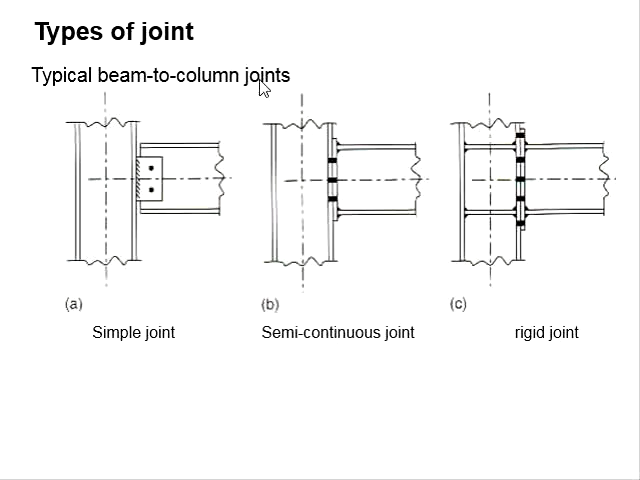 Types of joint
Typical beam-to-column joints
(a)
(b)
(c)
Simple joint
Semi-continuous joint
rigid joint